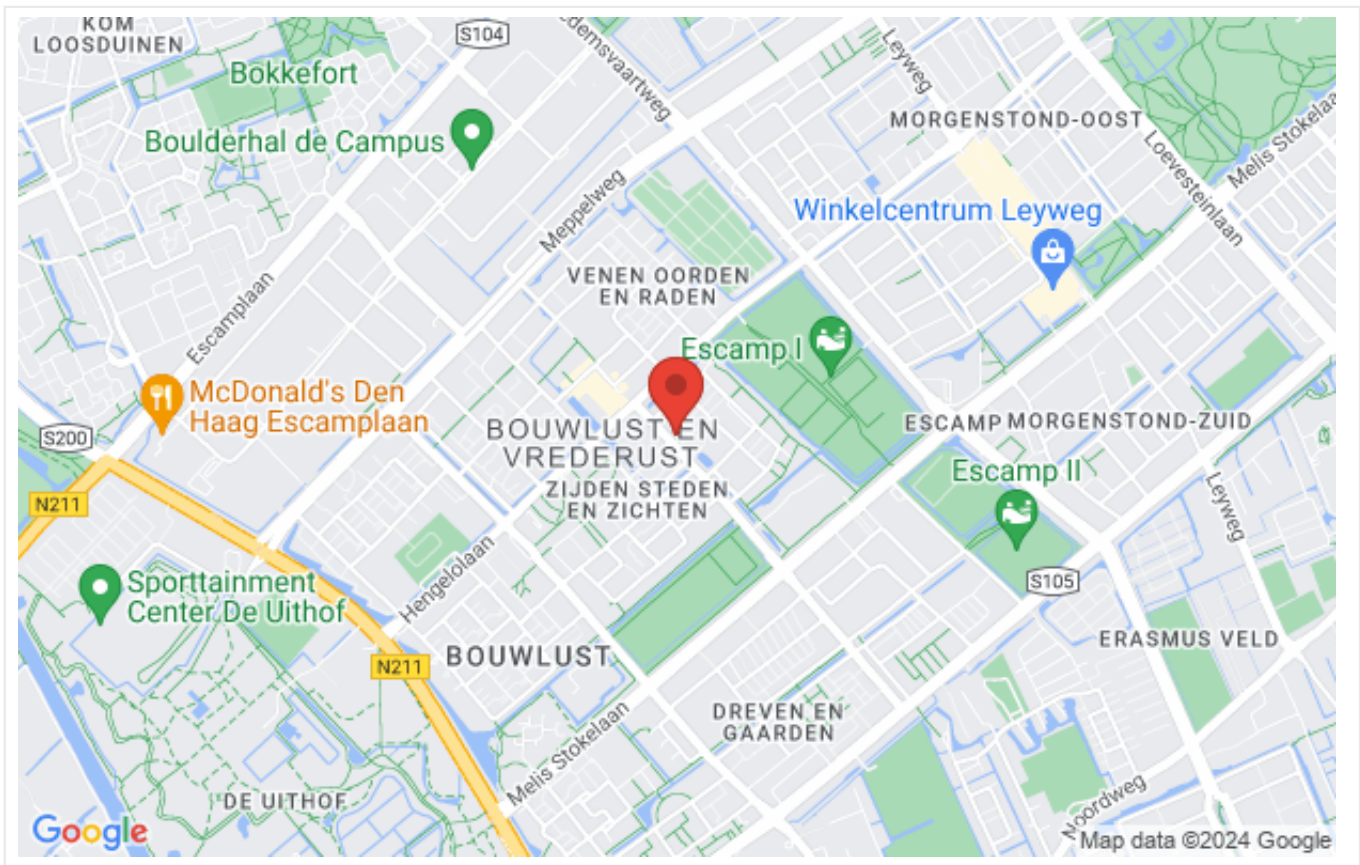 KOM
LOOSDUINEN
S104
edemsvaartweg
Leyweg
Bokkefort
MORGENSTOND-OOST
Boulderhal de Campus
Loevesteinlaan
Melis Stokelaa
Meppelweg
Winkelcentrum Leyweg
VENEN OORDEN
EN RADEN
Escamplaan
Escamp I
McDonald's Den
Haag Escamplaan
S200
BOUWLUST EN
VREDERUST
ESCAMP
MORGENSTOND-ZUID
Escamp II
ZIJDEN STEDEN
EN ZICHTEN
N211
Leyweg
Hengelolaan
Sporttainment
Center De Uithof
S105
ERASMUS VELD
BOUWLUST
N211
DREVEN EN
GAARDEN
Melis Stokelaan
DE UITHOF
Noordweg
Google
Map data ©2024 Google